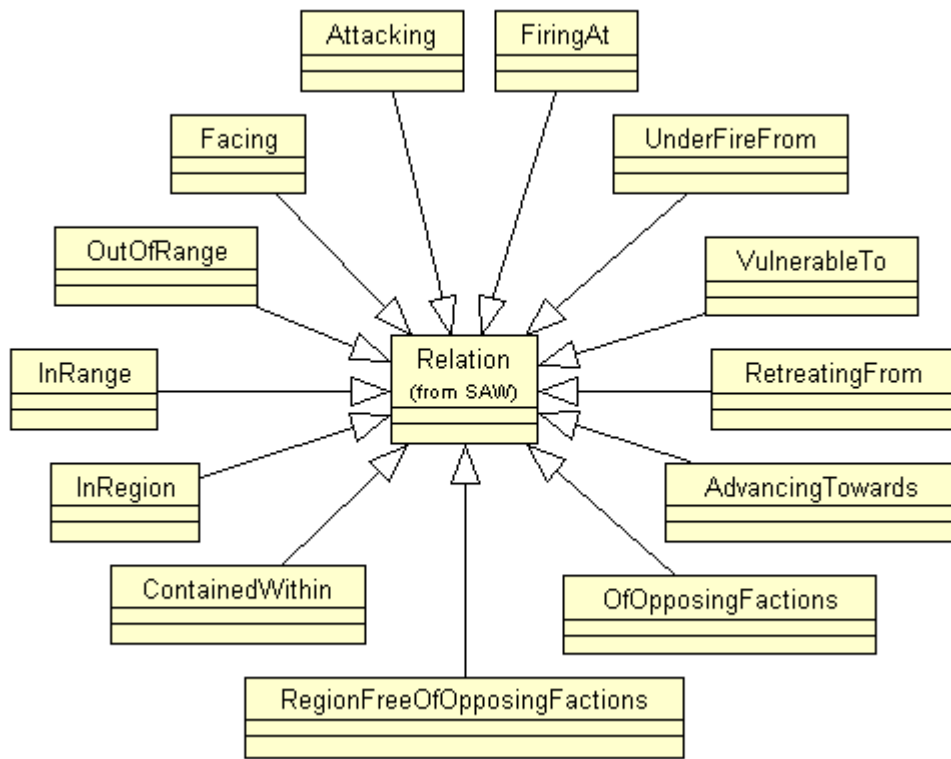 Attacking
FiringAt
Facing
UnderFireFrom
OutOfRange
VulnerableTo
Relation
(from SAW)
InRange
RetreatingFrom
InRegion
AdvancingTowards
ContainedWithin
OfOpposingFactions
RegionFreeOfOpposingFactions